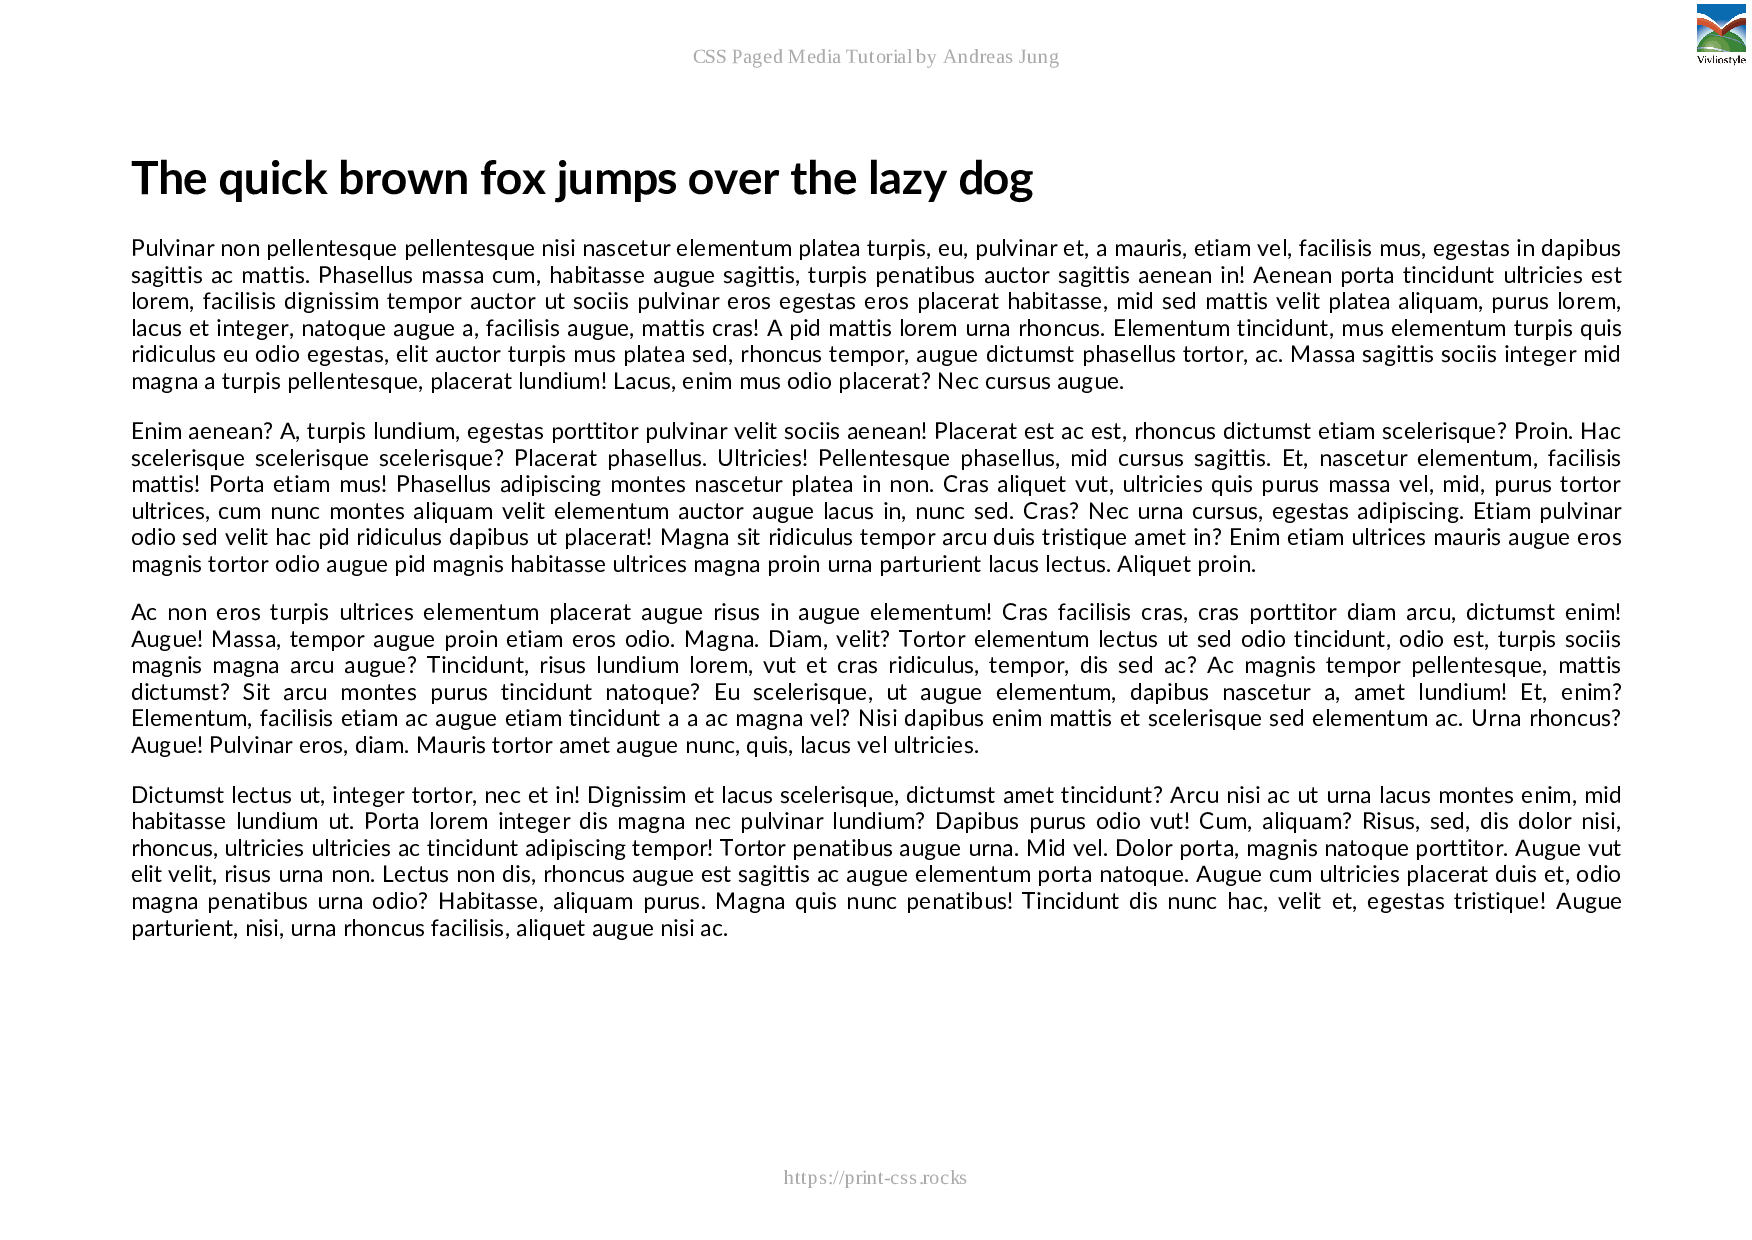 CSS Paged Media Tutorial by Andreas Jung
Vivliostyle
The quick brown fox jumps over the lazy dog
Pulvinar non pellentesque pellentesque nisi nascetur elementum platea turpis, eu, pulvinar et, a mauris, etiam vel, facilisis mus, egestas in dapibus
sagittis ac mattis. Phasellus massa cum, habitasse augue sagittis, turpis penatibus auctor sagittis aenean in! Aenean porta tincidunt ultricies est
lorem, facilisis dignissim tempor auctor ut sociis pulvinar eros egestas eros placerat habitasse, mid sed mattis velit platea aliquam, purus lorem,
lacus et integer, natoque augue a, facilisis augue, mattis cras! A pid mattis lorem urna rhoncus. Elementum tincidunt, mus elementum turpis quis
ridiculus eu odio egestas, elit auctor turpis mus platea sed, rhoncus tempor, augue dictumst phasellus tortor, ac. Massa sagittis sociis integer mid
magna a turpis pellentesque, placerat lundium! Lacus, enim mus odio placerat? Nec cursus augue.
Enim aenean? A, turpis lundium, egestas porttitor pulvinar velit sociis aenean! Placerat est ac est, rhoncus dictumst etiam scelerisque? Proin. Hac
scelerisque scelerisque scelerisque? Placerat phasellus. Ultricies! Pellentesque phasellus, mid cursus sagittis. Et, nascetur elementum, facilisis
mattis! Porta etiam mus! Phasellus adipiscing montes nascetur platea in non. Cras aliquet vut, ultricies quis purus massa vel, mid, purus tortor
ultrices, cum nunc montes aliquam velit elementum auctor augue lacus in, nunc sed. Cras? Nec urna cursus, egestas adipiscing. Etiam pulvinar
odio sed velit hac pid ridiculus dapibus ut placerat! Magna sit ridiculus tempor arcu duis tristique amet in? Enim etiam ultrices mauris augue eros
magnis tortor odio augue pid magnis habitasse ultrices magna proin urna parturient lacus lectus. Aliquet proin.
Ac non eros turpis ultrices elementum placerat augue risus in augue elementum! Cras facilisis cras, cras porttitor diam arcu, dictumst enim!
Augue! Massa, tempor augue proin etiam eros odio. Magna. Diam, velit? Tortor elementum lectus ut sed odio tincidunt, odio est, turpis sociis
magnis magna arcu augue? Tincidunt, risus lundium lorem, vut et cras ridiculus, tempor, dis sed ac? Ac magnis tempor pellentesque, mattis
dictumst? Sit arcu montes purus tincidunt natoque? Eu scelerisque, ut augue elementum, dapibus nascetur a, amet lundium! Et, enim?
Elementum, facilisis etiam ac augue etiam tincidunt a a ac magna vel? Nisi dapibus enim mattis et scelerisque sed elementum ac. Urna rhoncus?
Augue! Pulvinar eros, diam. Mauris tortor amet augue nunc, quis, lacus vel ultricies.
Dictumst lectus ut, integer tortor, nec et in! Dignissim et lacus scelerisque, dictumst amet tincidunt? Arcu nisi ac ut urna lacus montes enim, mid
habitasse lundium ut. Porta lorem integer dis magna nec pulvinar lundium? Dapibus purus odio vut! Cum, aliquam? Risus, sed, dis dolor nisi,
rhoncus, ultricies ultricies ac tincidunt adipiscing tempor! Tortor penatibus augue urna. Mid vel. Dolor porta, magnis natoque porttitor. Augue vut
elit velit, risus urna non. Lectus non dis, rhoncus augue est sagittis ac augue elementum porta natoque. Augue cum ultricies placerat duis et, odio
magna penatibus urna odio? Habitasse, aliquam purus. Magna quis nunc penatibus! Tincidunt dis nunc hac, velit et, egestas tristique! Augue
parturient, nisi, urna rhoncus facilisis, aliquet augue nisi ac.
https://print-css.rocks